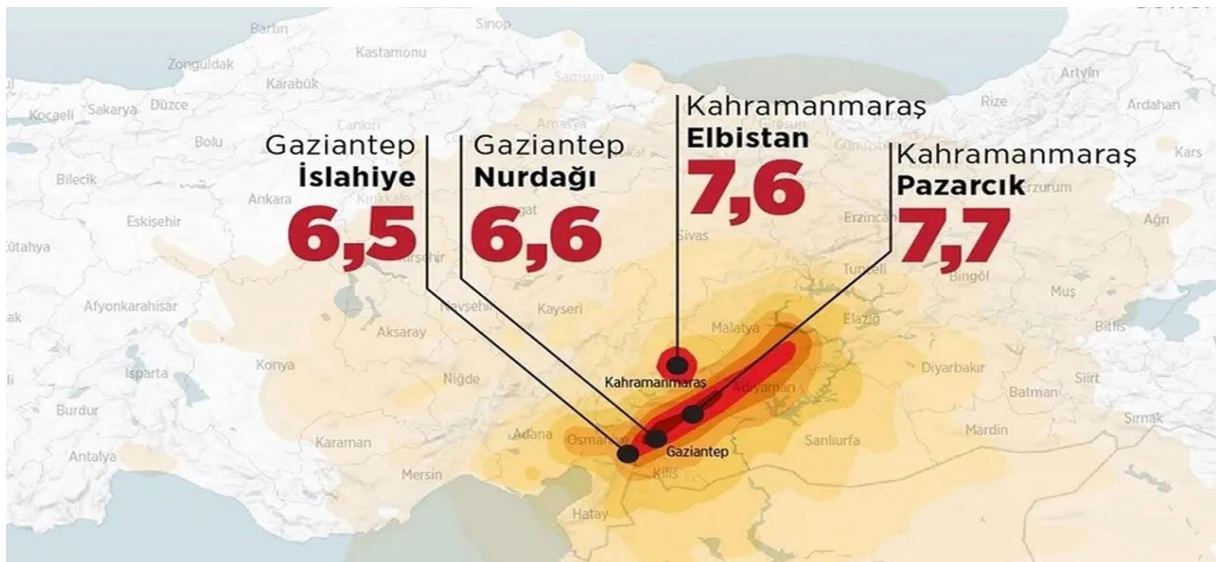 Bartın
Sinop
Zonguldak
Kastamonu
Karabük
Samsun
Artvin
Kocaeli
Sakarya
Düzce
Rize
Ardahan
Bolu
Çankırı
Amasya
Giresun
Kars
Bilecik
Ankara
Kırıkkale
Erzurum
Eskişehir
Kütahya
Erzincan
Ağrı
Sivas
Gaziantep
İslahiye
6,5
Gaziantep
Nurdağı
6,6
Kahramanmaraş
Elbistan
7,6
Kahramanmaraş
Pazarcık
7,7
Tunceli
Bingöl
Muş
Afyonkarahisar
Nevşehir
Kayseri
Aksaray
Malatya
Elazığ
Bitlis
Isparta
Konya
Niğde
Kahramanmaraş
Adıyaman
Diyarbakır
Batman
Siirt
Burdur
Şırnak
Karaman
Adana
Osmaniye
Gaziantep
Şanlıurfa
Mardin
Antalya
Mersin
Kilis
Hatay